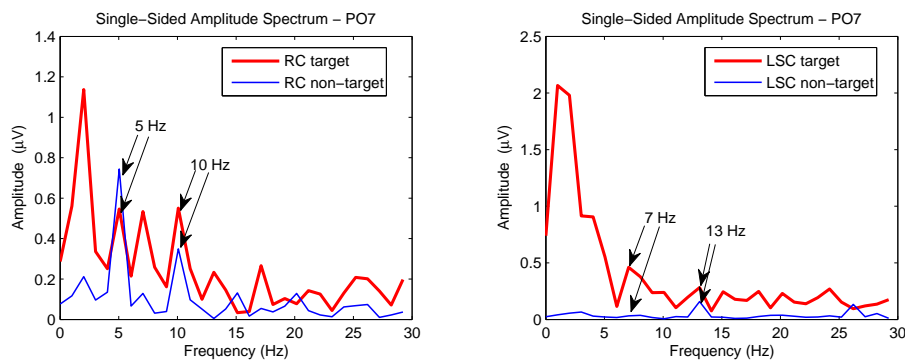 Single−Sided Amplitude Spectrum − PO7
1.4
1.2
1
0.8
0.6
0.4
0.2
0
Amplitude (μV)
RC target
RC non−target
5 Hz
10 Hz
0 5 10 15 20 25 30
Frequency (Hz)
Single−Sided Amplitude Spectrum − PO7
2.5
2
1.5
1
0.5
0
Amplitude (μV)
LSC target
LSC non−target
7 Hz
13 Hz
0 5 10 15 20 25 30
Frequency (Hz)